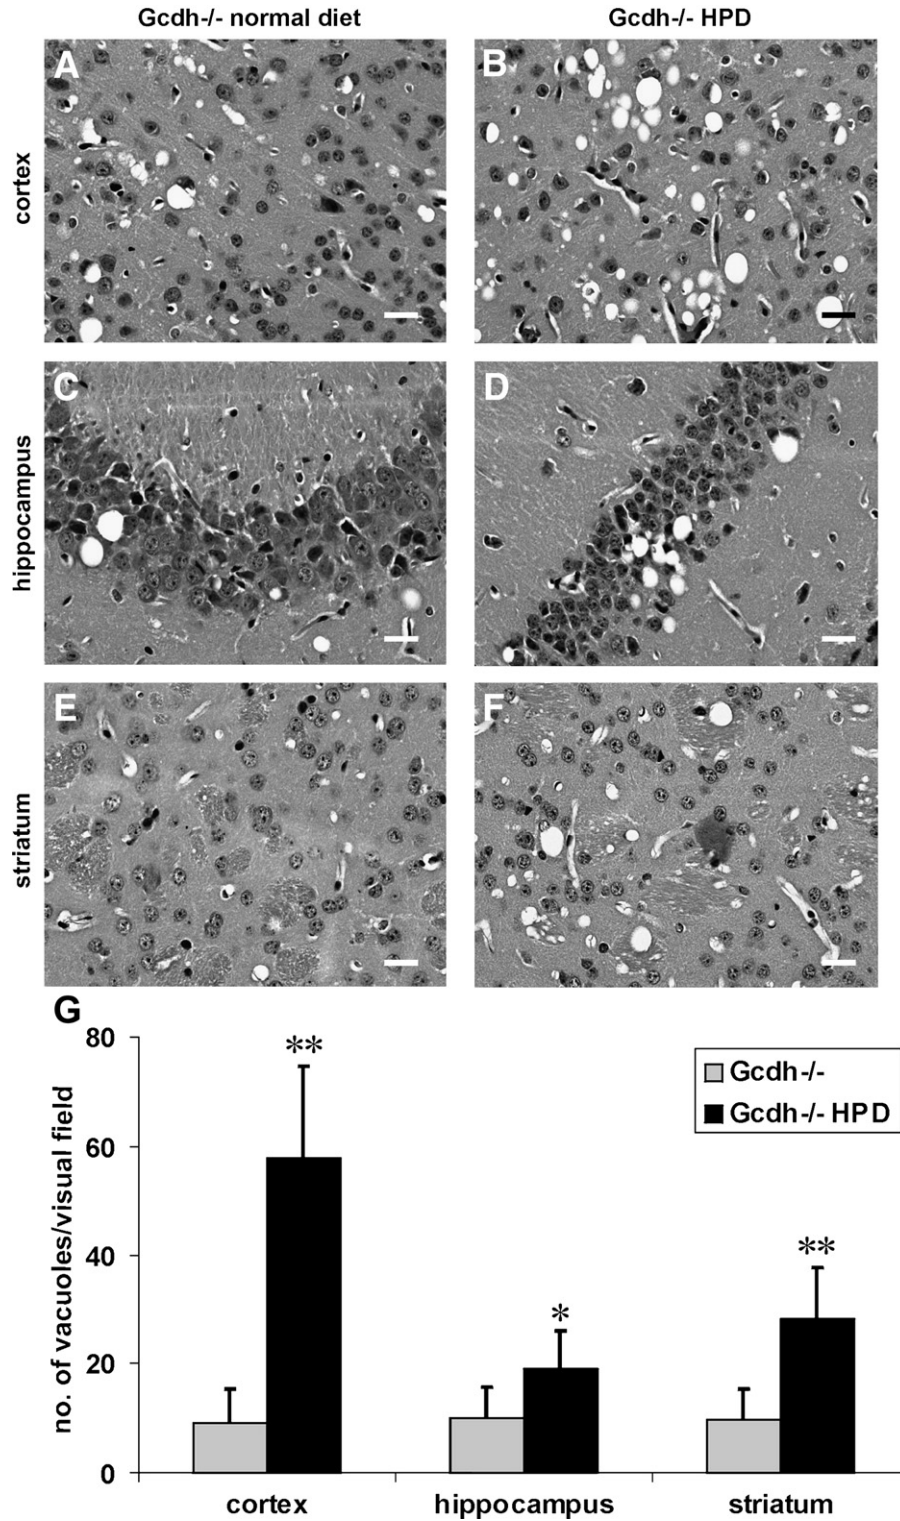 Gcdh-/- normal diet
Gcdh-/- HPD
cortex
A
B
hippocampus
C
D
striatum
E
F
G
no. of vacuoles/visual field
80
60
40
20
0
**
*
**
Gcdh-/-
Gcdh-/- HPD
cortex
hippocampus
striatum